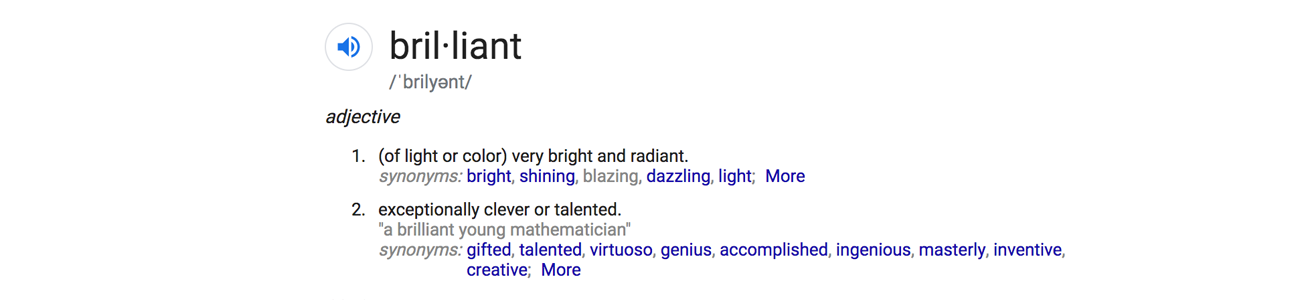 bril·liant
/ˈbrilyənt/
adjective
1. (of light or color) very bright and radiant.
synonyms: bright, shining, blazing, dazzling, light; More
2. exceptionally clever or talented.
"a brilliant young mathematician"
synonyms: gifted, talented, virtuoso, genius, accomplished, ingenious, masterly, inventive,
creative; More